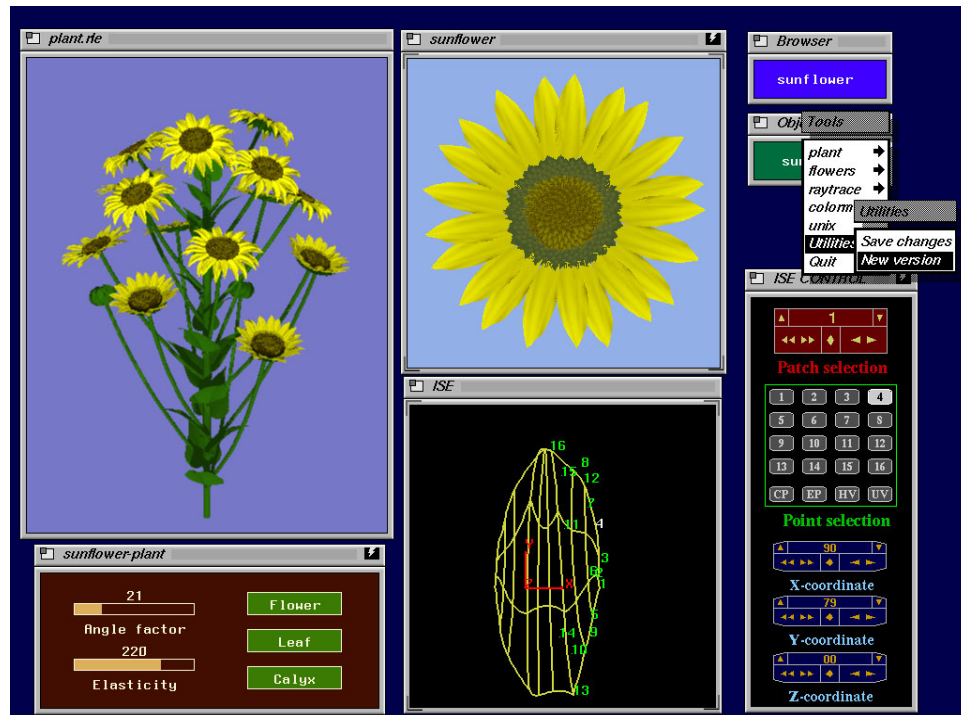 plant.rle
sunflower
Browser
sunflower
Tools
plant
flowers
raytrace
unix
Utilities
Quit
Utilities
Save changes
New version
ISE CONTROL
1
Patch selection
1 2 3 4
5 6 7 8
9 10 11 12
13 14 15 16
CP EP HV UV
Point selection
90
X-coordinate
79
Y-coordinate
00
Z-coordinate
ISE
16
8
15
12
7
11
4
3
6
2
1
5
14
9
10
13
Y
Z
X
sunflower-plant
21
Angle factor
220
Elasticity
Flower
Leaf
Calyx